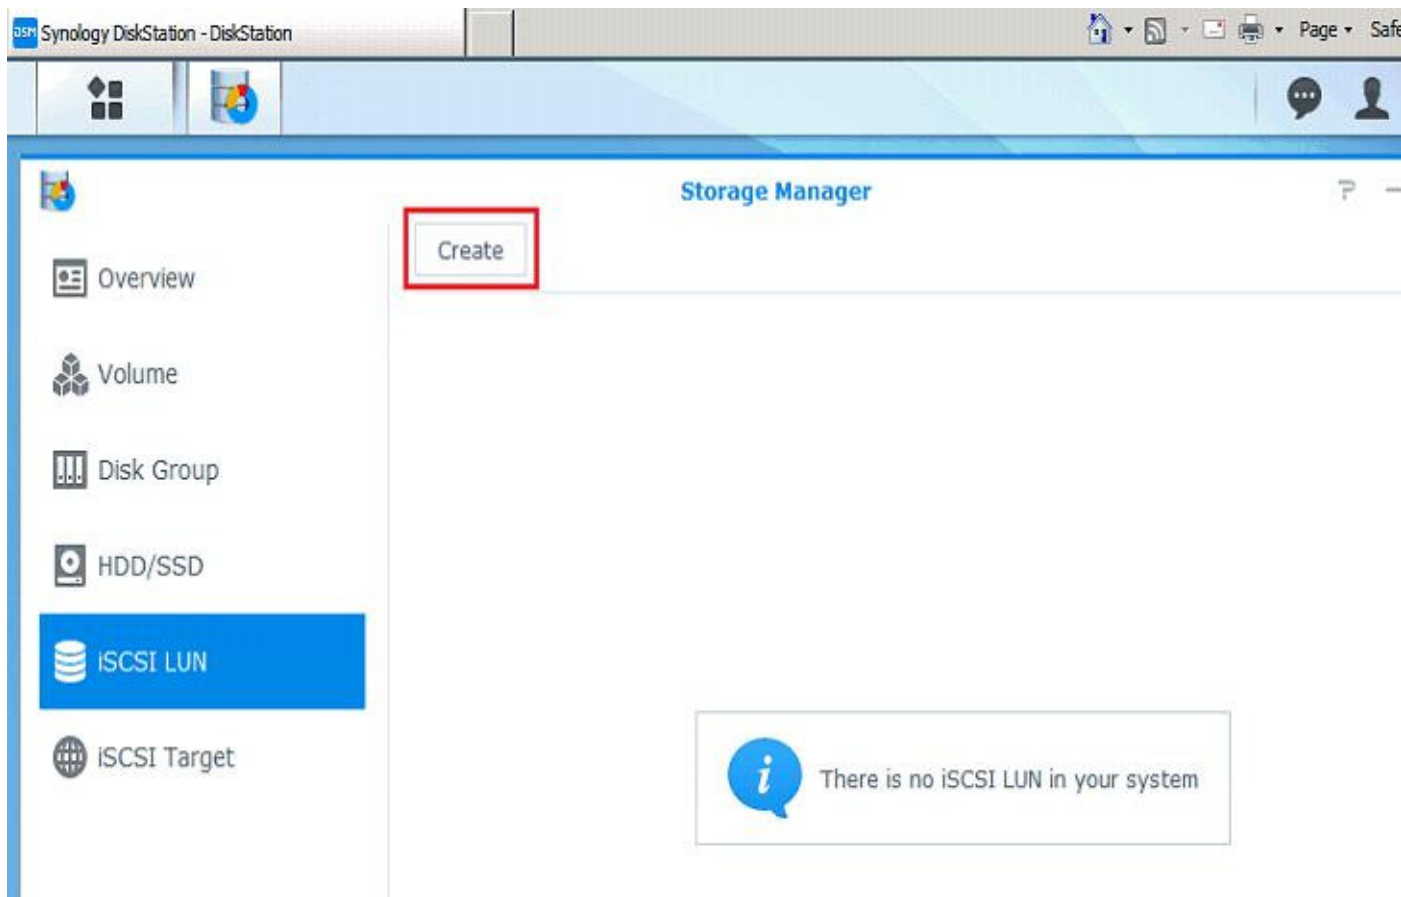 DSM Synology DiskStation - DiskStation
Page Safe
Storage Manager
Create
Overview
Volume
Disk Group
HDD/SSD
iSCSI LUN
iSCSI Target
There is no iSCSI LUN in your system